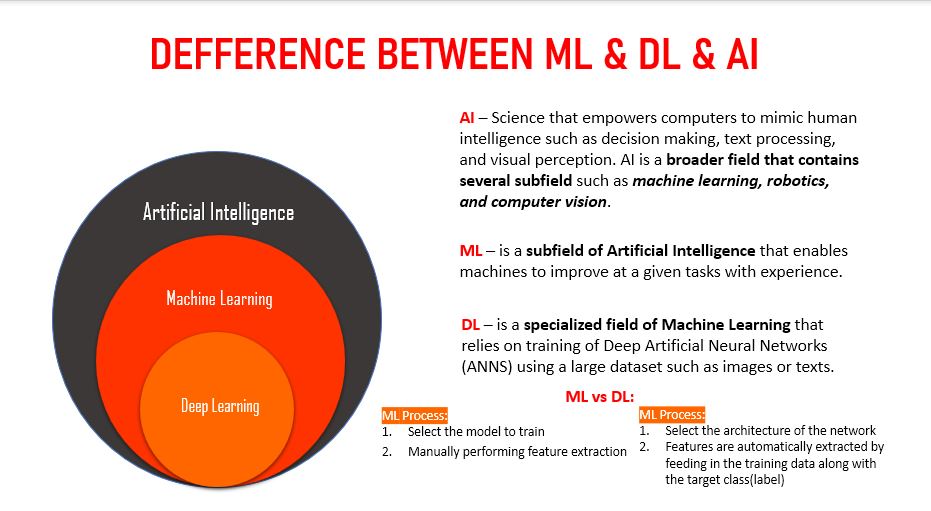 DEFFERENCE BETWEEN ML & DL & AI
Artificial Intelligence
Machine Learning
Deep Learning
AI – Science that empowers computers to mimic human
intelligence such as decision making, text processing,
and visual perception. AI is a broader field that contains
several subfield such as machine learning, robotics,
and computer vision.
ML – is a subfield of Artificial Intelligence that enables
machines to improve at a given tasks with experience.
DL – is a specialized field of Machine Learning that
relies on training of Deep Artificial Neural Networks
(ANNS) using a large dataset such as images or texts.
ML vs DL:
ML Process:
1. Select the model to train
2. Manually performing feature extraction
ML Process:
1. Select the architecture of the network
2. Features are automatically extracted by
feeding in the training data along with
the target class(label)